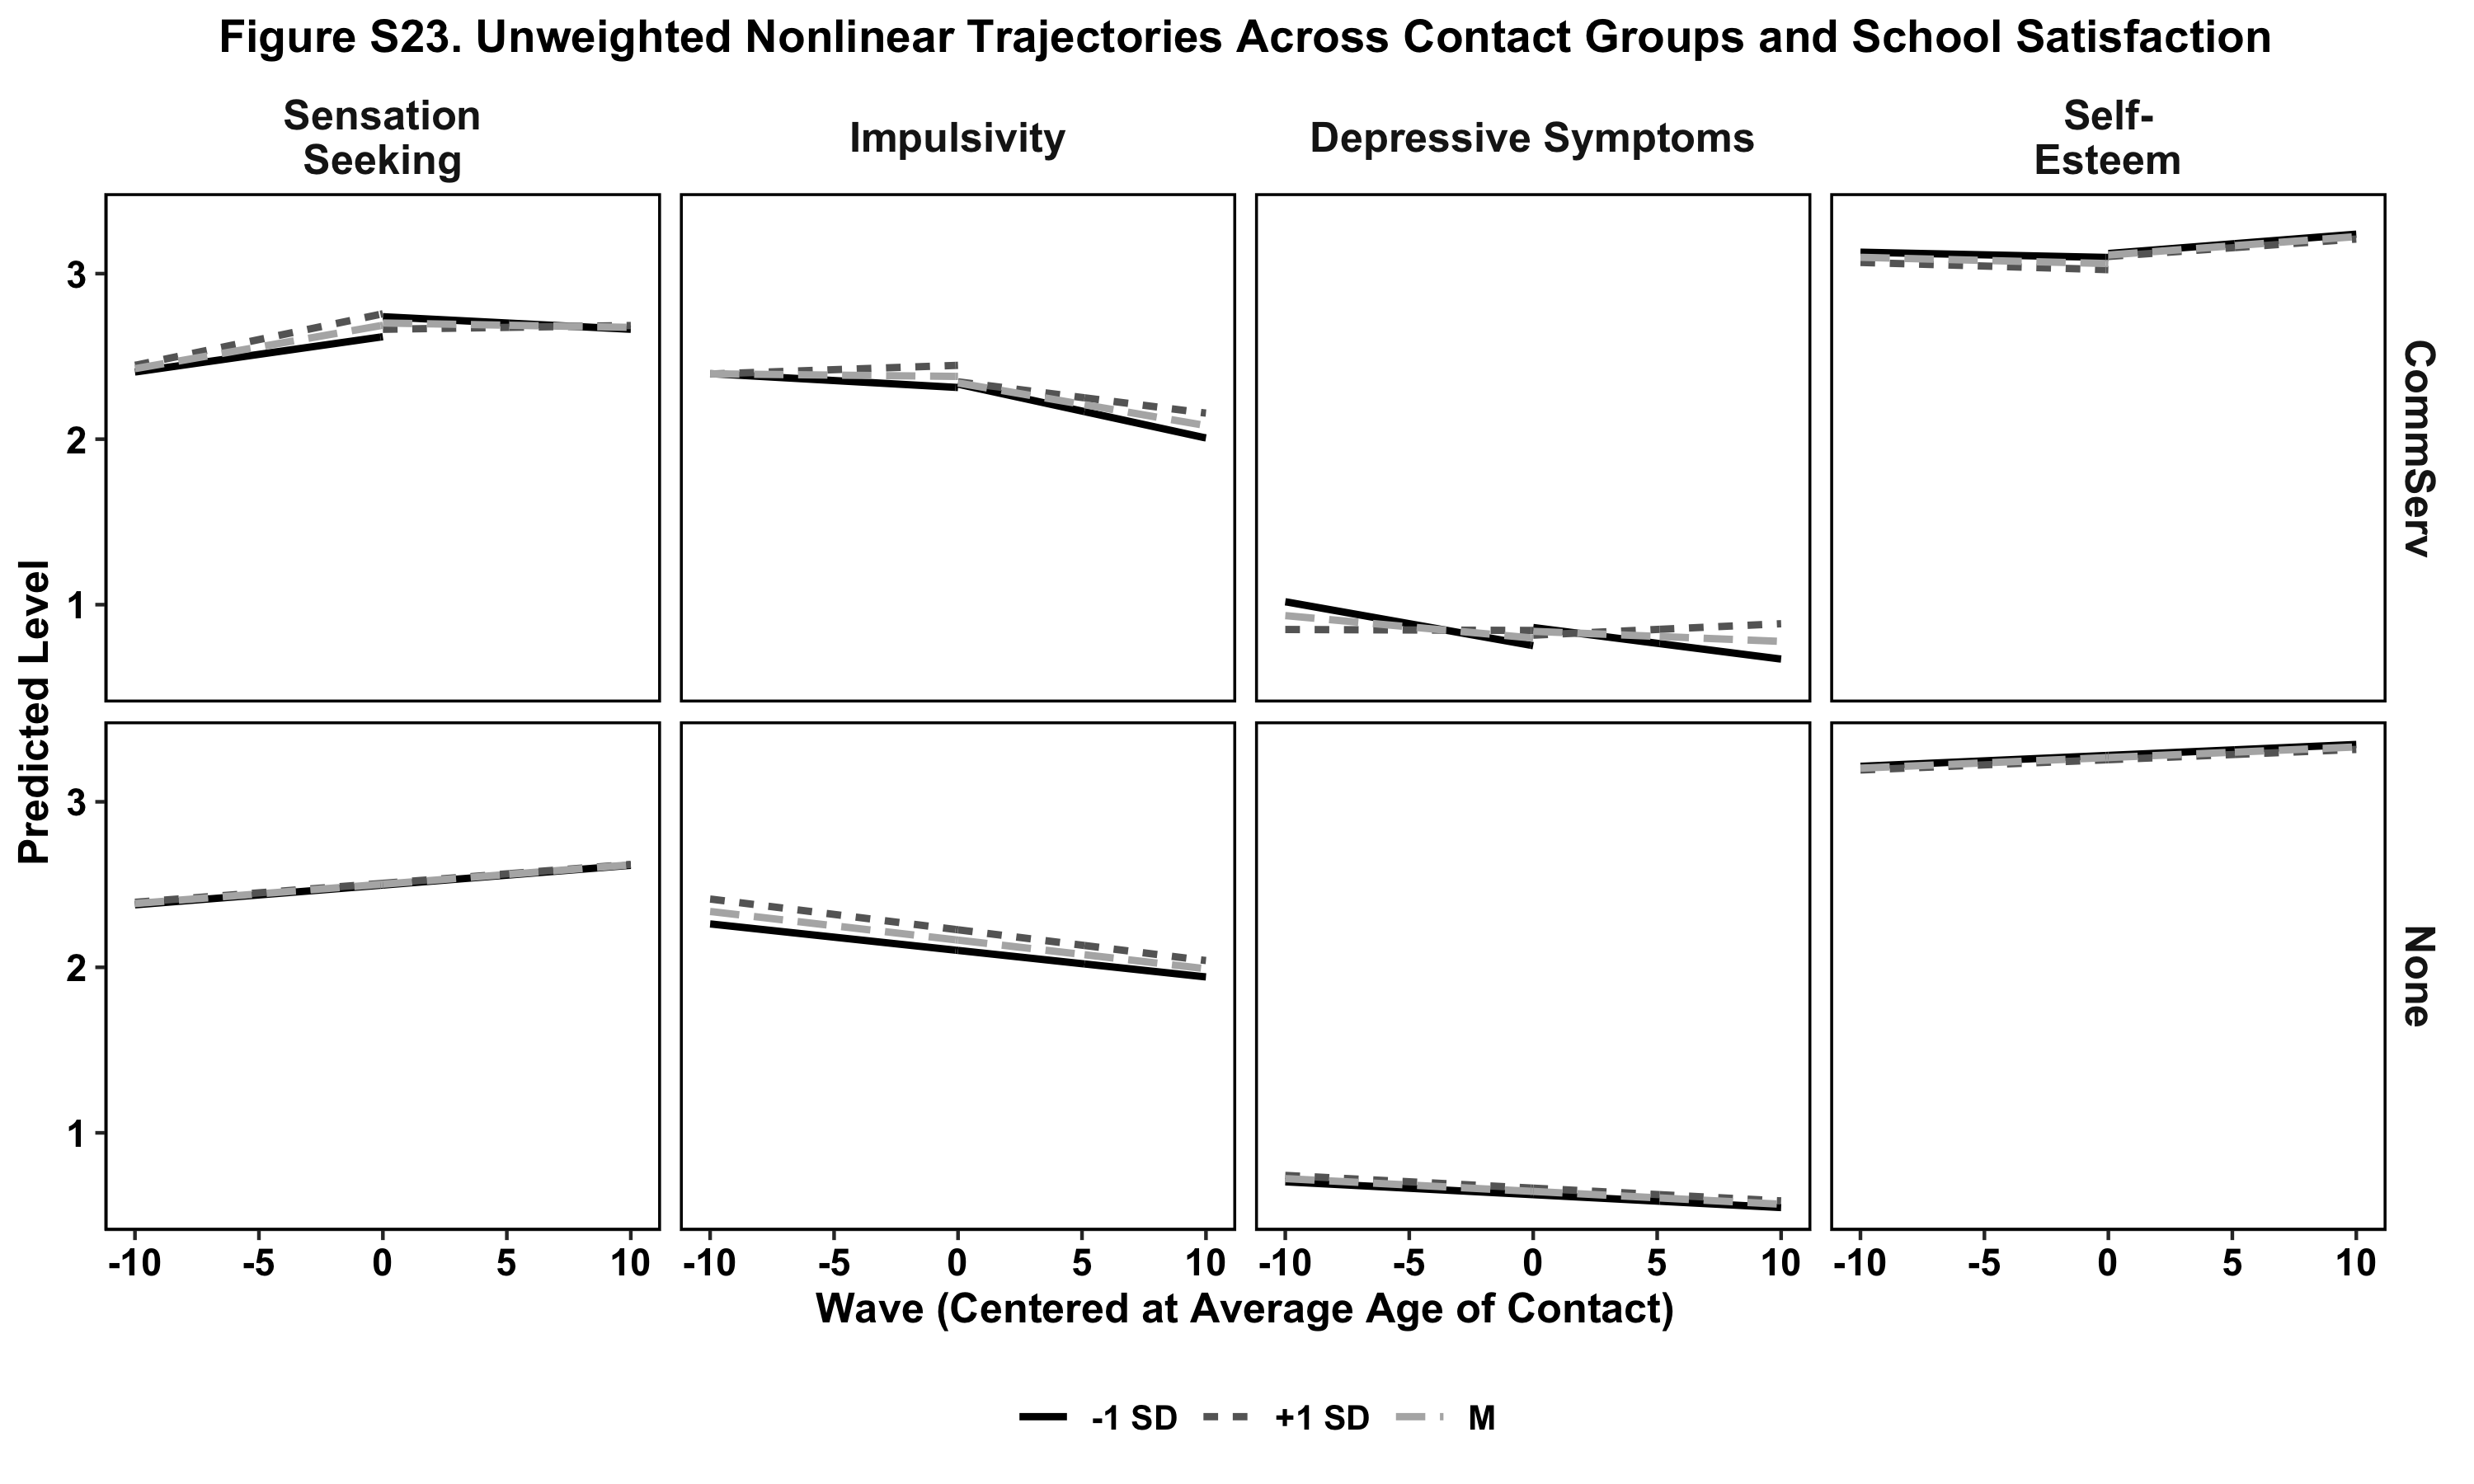 Figure S23. Unweighted Nonlinear Trajectories Across Contact Groups and School Satisfaction
Sensation
Seeking
Impulsivity
Depressive Symptoms
Self-
Esteem
Predicted Level
3
2
1
CommServ
3
2
1
None
-10 -5 0 5 10 -10 -5 0 5 10 -10 -5 0 5 10 -10 -5 0 5 10
Wave (Centered at Average Age of Contact)
-1 SD +1 SD M